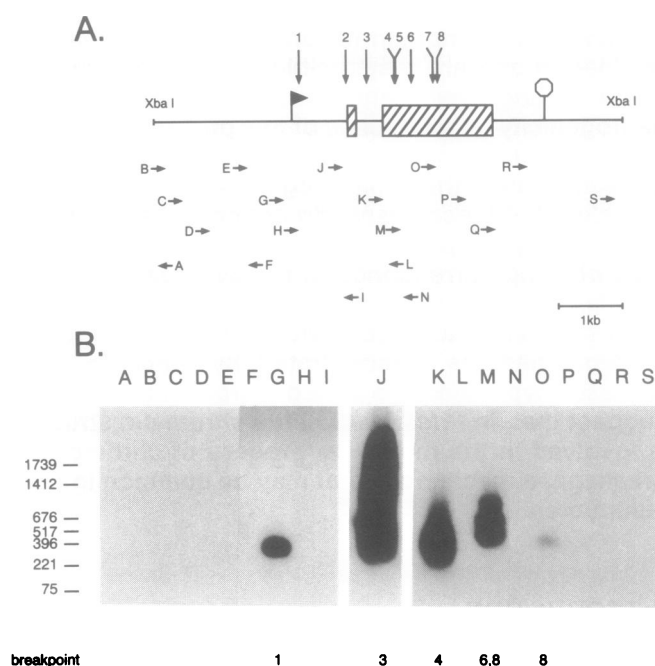 A.
1 2 3 4 5 6 7 8
Xba I Xba I
B E J O R
C G K P S
D H M Q
A F L
I N
1kb
B.
A B C D E F G H I J K L M N O P Q R S
1739
1412
676
517
396
221
75
breakpoint 1 3 4 6,8 8